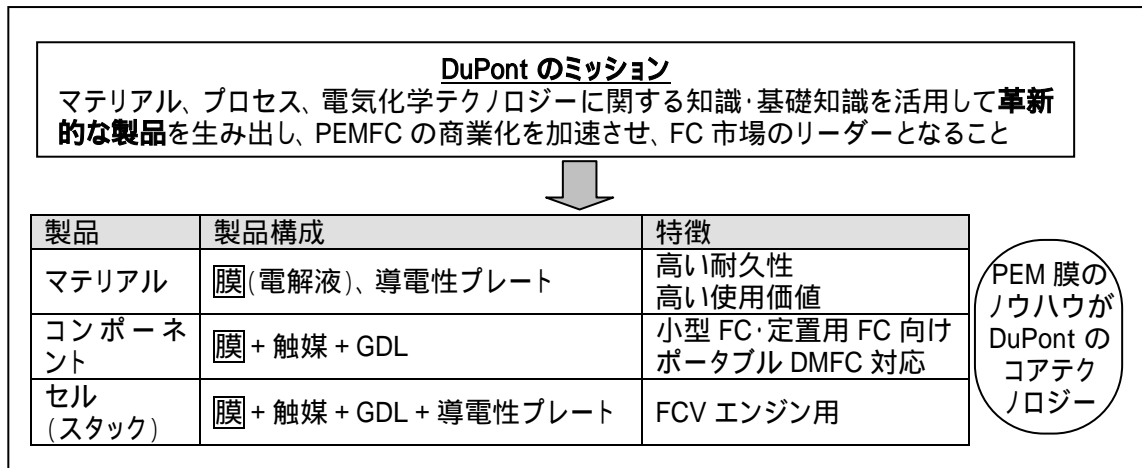 DuPont のミッション
マテリアル、プロセス、電気化学テクノロジーに関する知識・基礎知識を活用して革新
的な製品を生み出し、PEMFC の商業化を加速させ、FC 市場のリーダーとなること
製品 製品構成 特徴
マテリアル 膜(電解液)、導電性プレート 高い耐久性
高い使用価値
コンポーネ
ント 膜 + 触媒 + GDL 小型 FC・定置用 FC 向け
ポータブル DMFC 対応
セル
(スタック) 膜 + 触媒 + GDL + 導電性プレート FCV エンジン用
PEM 膜の
ノウハウが
DuPont の
コアテク
ノロジー